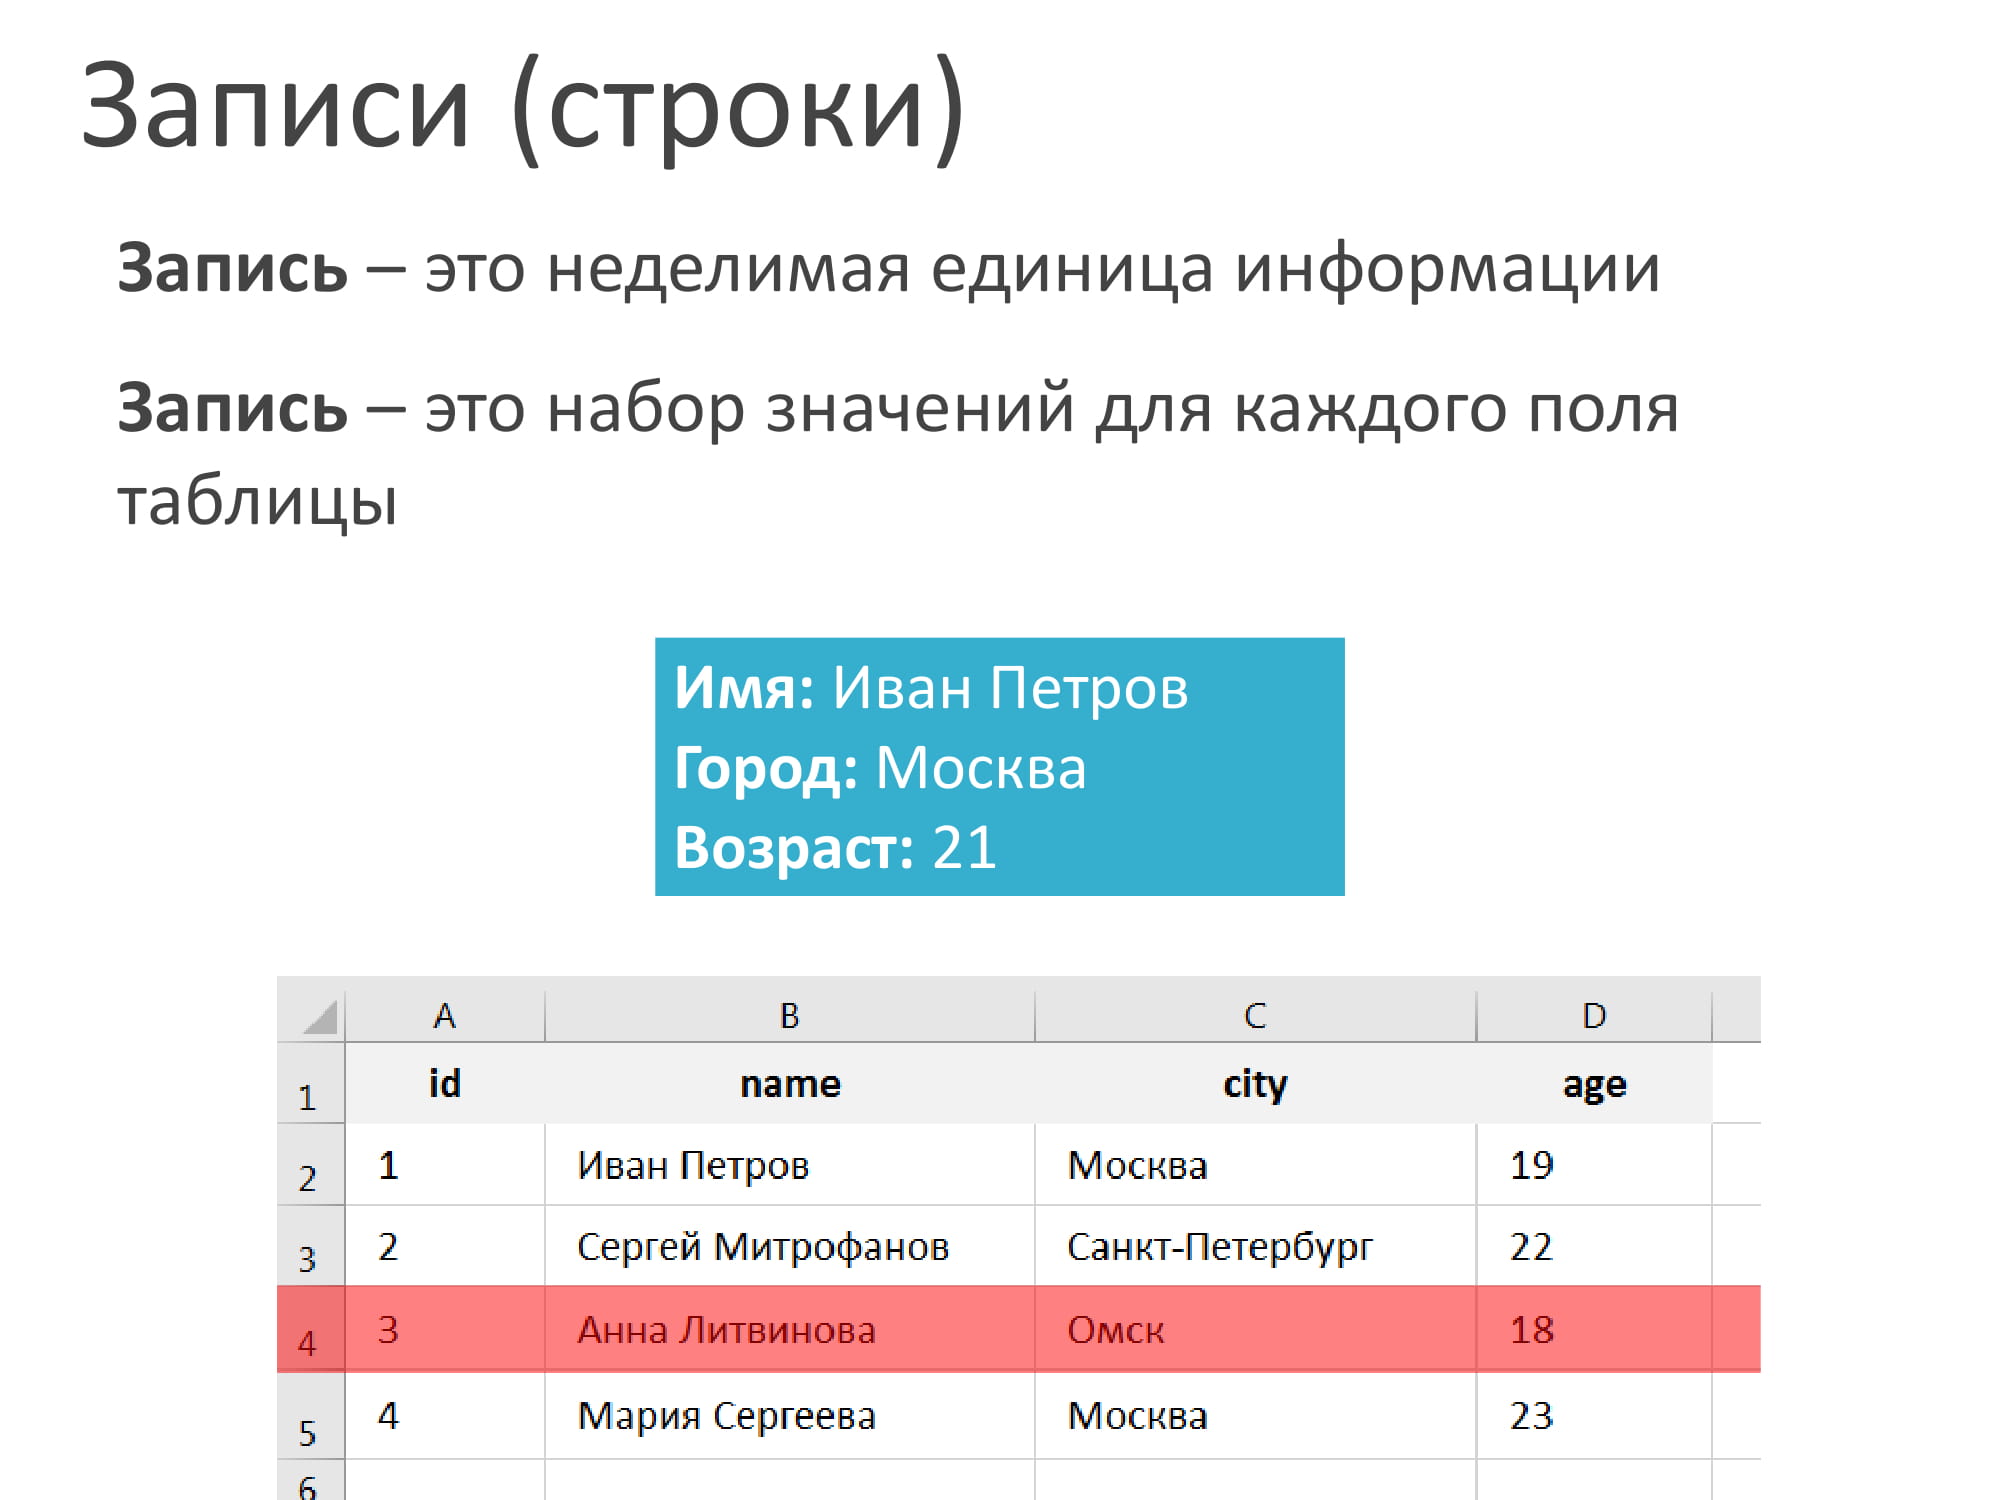 Записи (строки)
Запись – это неделимая единица информации
Запись – это набор значений для каждого поля
таблицы
Имя: Иван Петров
Город: Москва
Возраст: 21
A B C D
1 id name city age
2 1 Иван Петров Москва 19
3 2 Сергей Митрофанов Санкт-Петербург 22
4 3 Анна Литвинова Омск 18
5 4 Мария Сергеева Москва 23
6